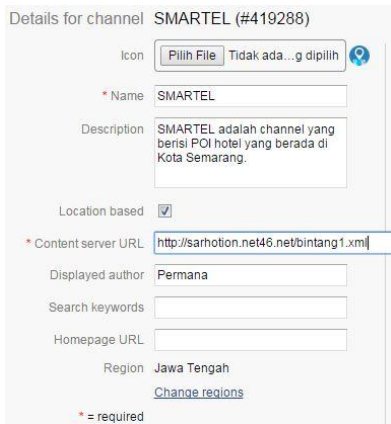 Details for channel SMARTEL (#419288)
Icon Pilih File Tidak ada...g dipilih
* Name SMARTEL
Description SMARTEL adalah channel yang
berisi POI hotel yang berada di
Kota Semarang.
Location based
* Content server URL http://sarhotion.net46.net/bintang1.xml
Displayed author Permana
Search keywords
Homepage URL
Region Jawa Tengah
Change regions
* = required